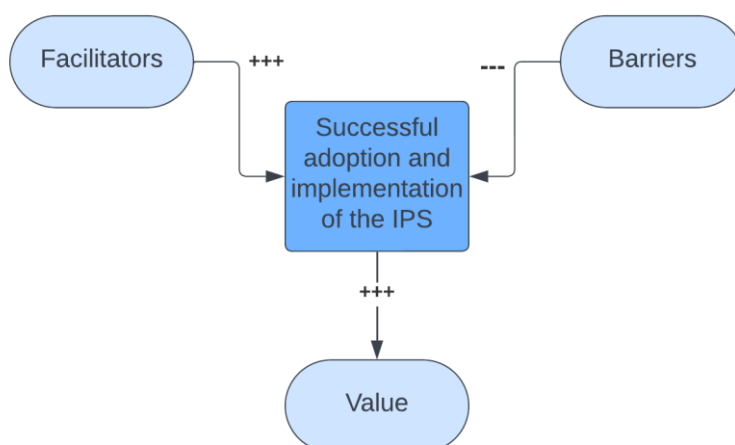 Facilitators
+++
---
Barriers
Successful
adoption and
implementation
of the IPS
+++
Value